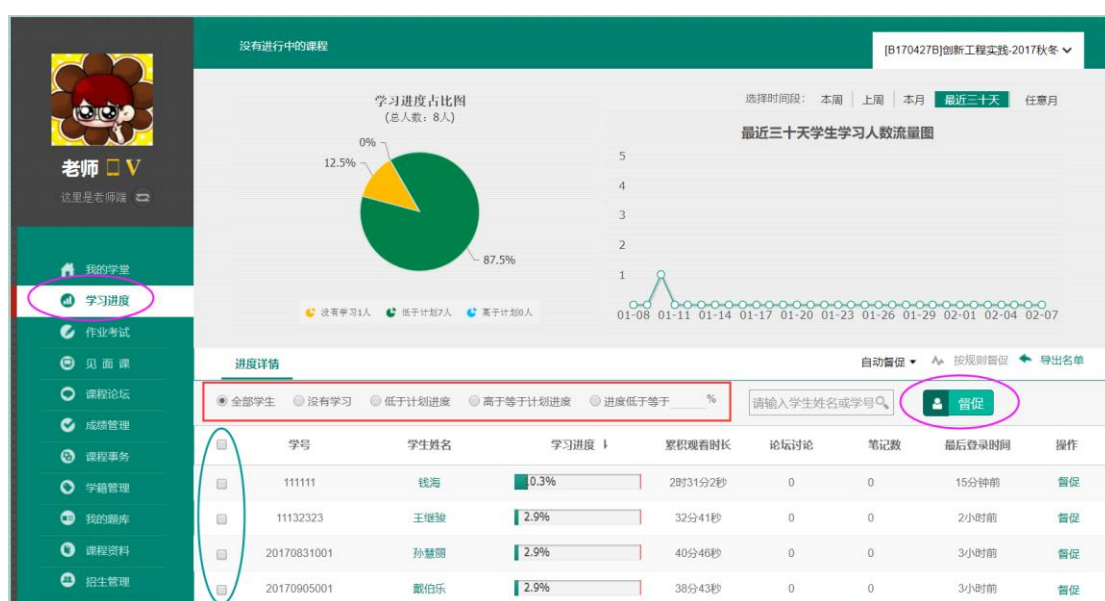 没有进行中的课程
[B170427B]创新工程实践-2017秋冬
老师 V
这里是老师端
我的学堂
学习进度
作业考试
见面课
课程论坛
成绩管理
课程事务
学籍管理
我的题库
课程资料
招生管理
学习进度占比图
(总人数：8人)
0%
12.5%
87.5%
没有学习1人 低于计划7人 高于计划0人
选择时间段： 本周 上周 本月 最近三十天 任意月
最近三十天学生学习人数流量图
5
4
3
2
1
01-08 01-11 01-14 01-17 01-20 01-23 01-26 01-29 02-01 02-04 02-07
进度详情
自动督促 按规则督促 导出名单
全部学生 没有学习 低于计划进度 高于等于计划进度 进度低于等于____%
请输入学生姓名或学号 督促
学号 学生姓名 学习进度 累积观看时长 论坛讨论 笔记数 最后登录时间 操作
111111 钱海 10.3% 2时31分2秒 0 0 15分钟前 督促
11132323 王继骏 2.9% 32分41秒 0 0 2小时前 督促
20170831001 孙慧丽 2.9% 40分46秒 0 0 3小时前 督促
20170905001 戴伯乐 2.9% 38分43秒 0 0 3小时前 督促